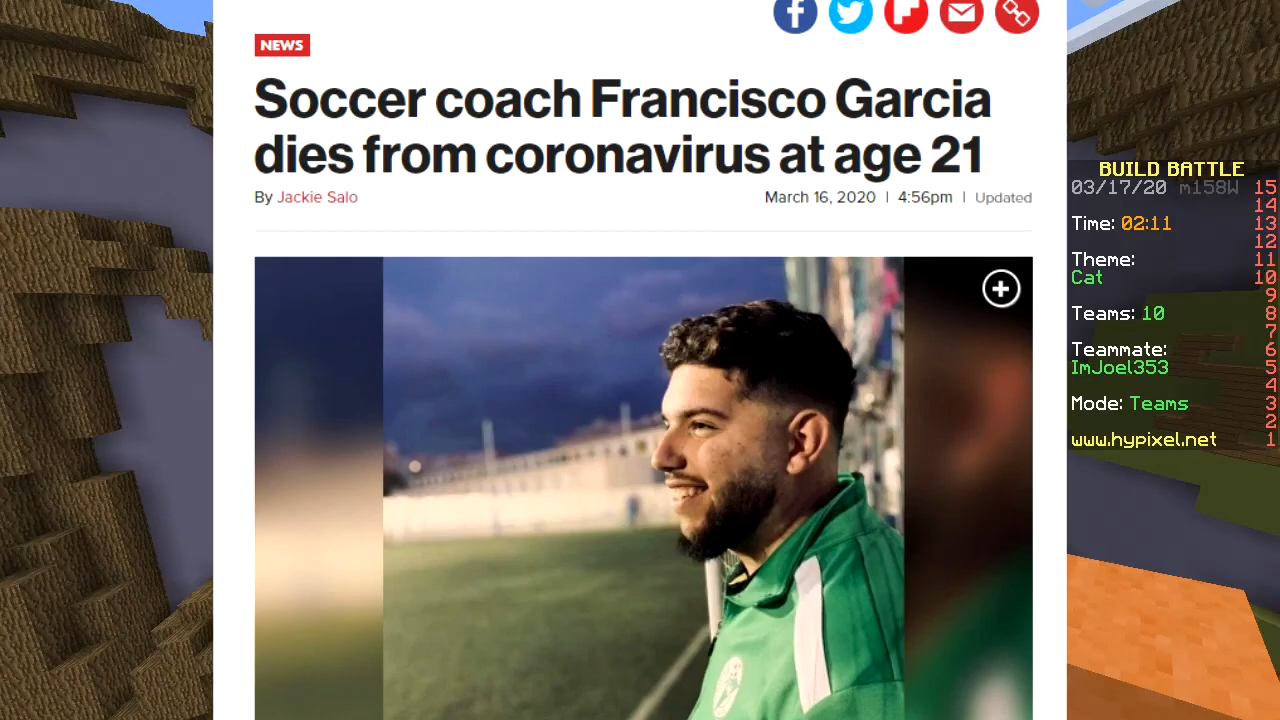 NEWS
Soccer coach Francisco Garcia
dies from coronavirus at age 21
By Jackie Salo
March 16, 2020 | 4:56pm | Updated
BUILD BATTLE
03/17/20 m158W 15
14
Time: 02:11 13
12
Theme: 11
Cat 10
9
Teams: 10 8
7
Teammate: 6
ImJoel353 5
4
Mode: Teams 3
2
www.hypixel.net 1